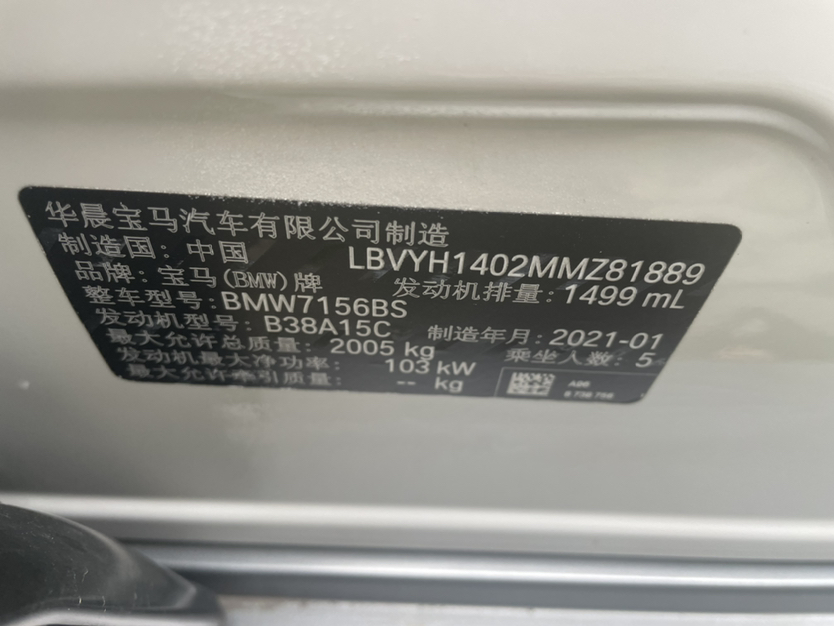 华晨宝马汽车有限公司制造
制造国: 中国 LBVYH1402MMZ81889
品牌: 宝马(BMW)牌 发动机排量: 1499 mL
整车型号: BMW7156BS
发动机型号: B38A15C 制造年月: 2021-01
最大允许总质量: 2005 kg 乘坐人数: 5
发动机最大净功率: 103 kW
最大允许牵引质量: -- kg